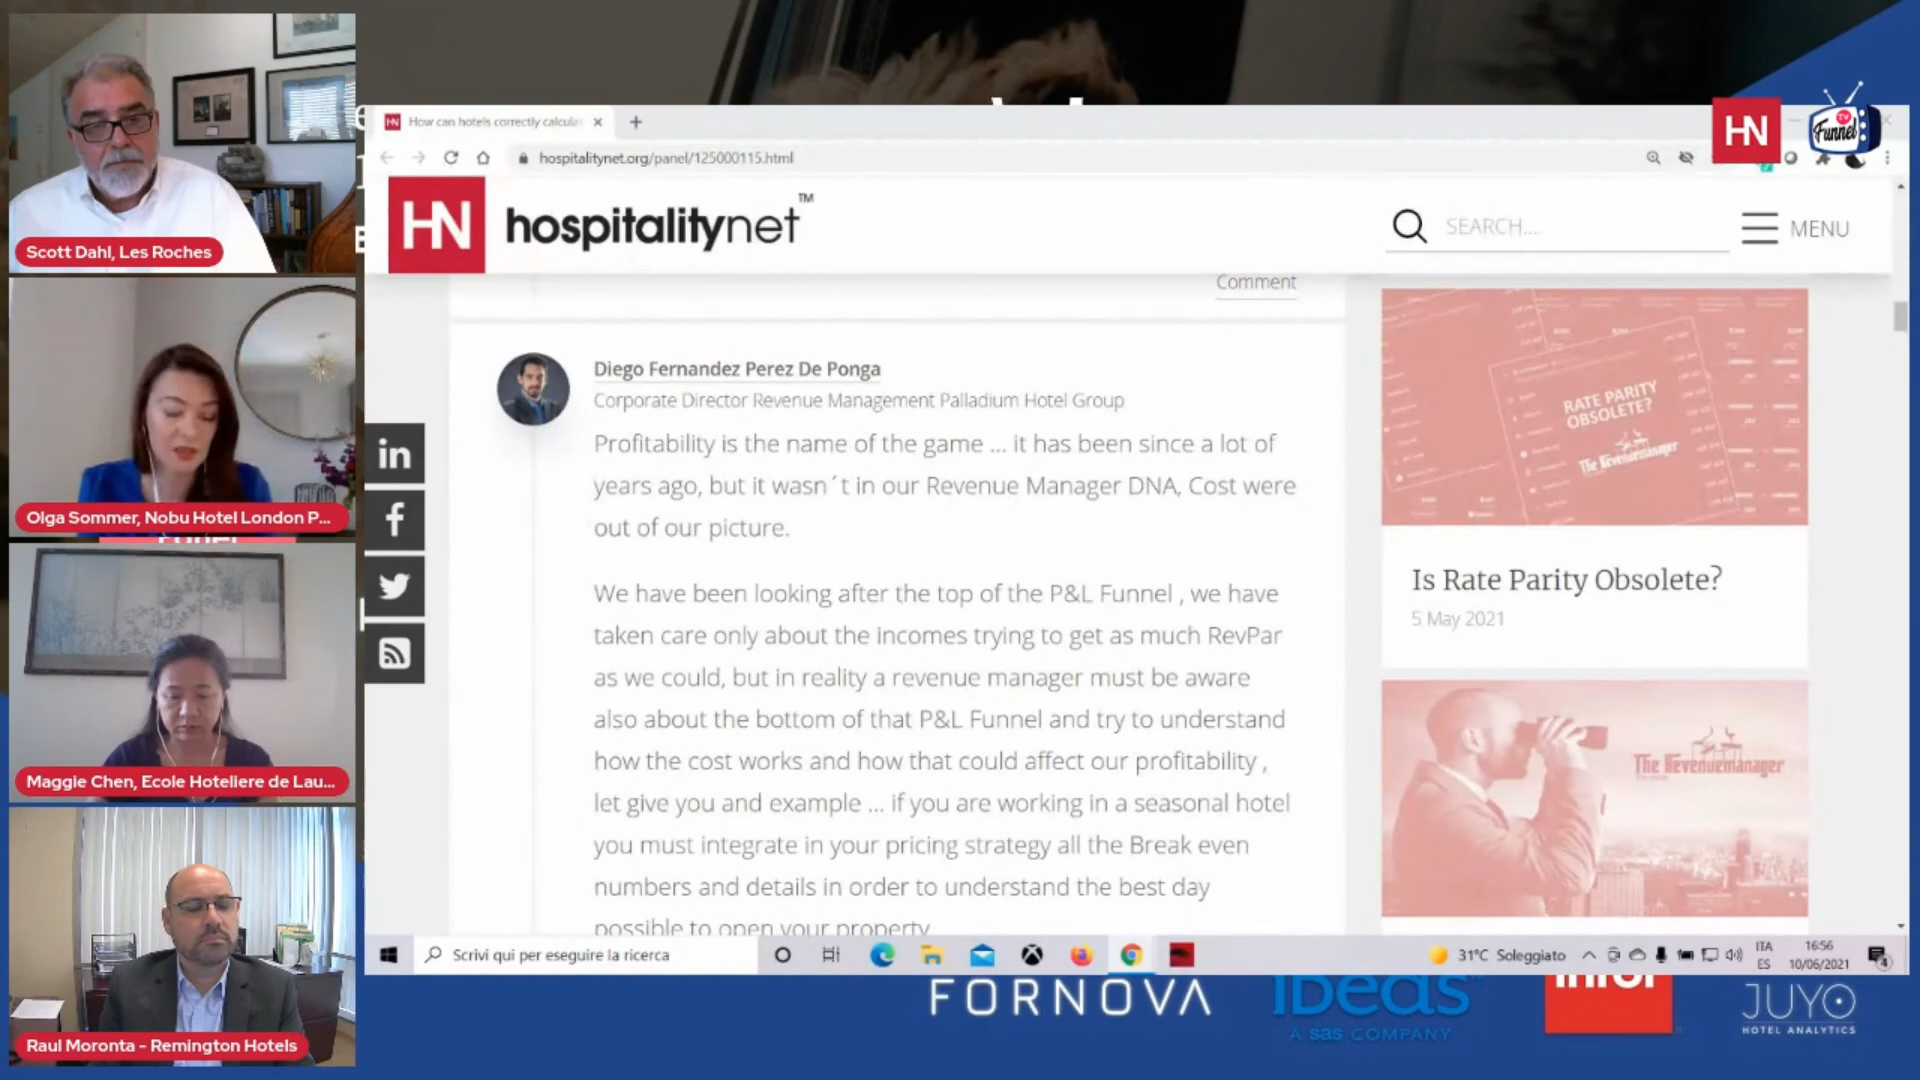 Scott Dahl, Les Roches
Olga Sommer, Nobu Hotel London P...
Maggie Chen, Ecole Hoteliere de Lau...
Raul Moronta - Remington Hotels
How can hotels correctly calcula
hospitalitynet.org/panel/125000115.html
HN
TV
Funnel
HN hospitalitynet™
SEARCH...
MENU
Comment
Diego Fernandez Perez De Ponga
Corporate Director Revenue Management Palladium Hotel Group
Profitability is the name of the game ... it has been since a lot of
years ago, but it wasn´t in our Revenue Manager DNA, Cost were
out of our picture.
We have been looking after the top of the P&L Funnel , we have
taken care only about the incomes trying to get as much RevPar
as we could, but in reality a revenue manager must be aware
also about the bottom of that P&L Funnel and try to understand
how the cost works and how that could affect our profitability ,
let give you and example ... if you are working in a seasonal hotel
you must integrate in your pricing strategy all the Break even
numbers and details in order to understand the best day
possible to open your property
in
f
RATE PARITY
OBSOLETE?
The Revenuemanager
Is Rate Parity Obsolete?
5 May 2021
The Revenuemanager
Scrivi qui per eseguire la ricerca
31°C Soleggiato
ITA
ES
16:56
10/06/2021
4
FORNOVA
iDeaS
A sas COMPANY
infor
JUYO
HOTEL ANALYTICS